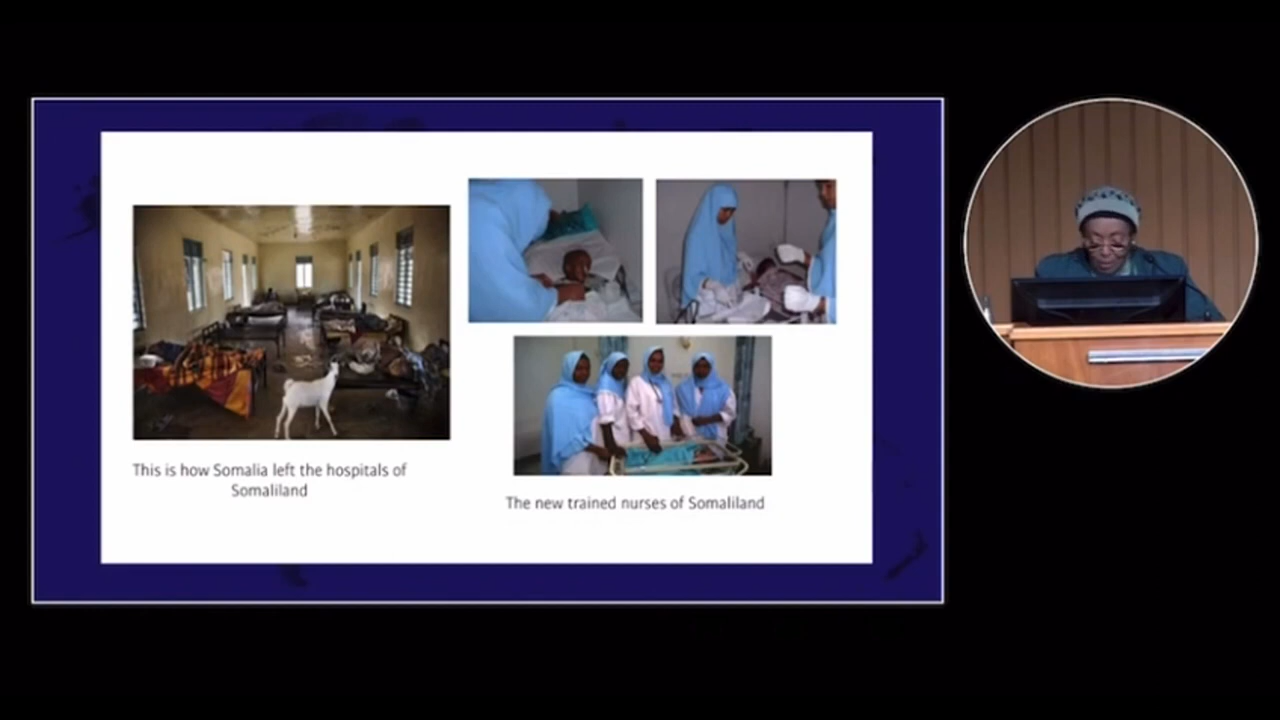 This is how Somalia left the hospitals of
Somaliland
The new trained nurses of Somaliland